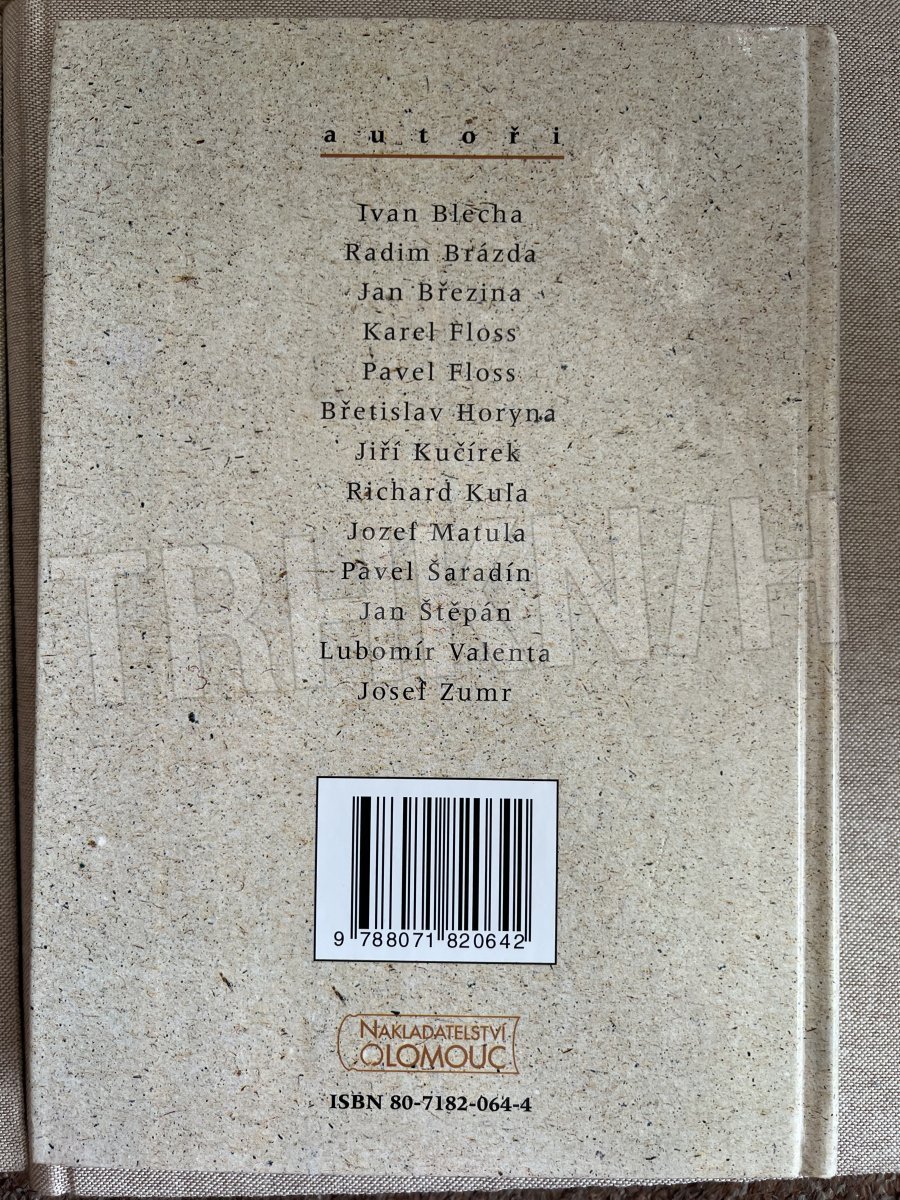 autoři
Ivan Blecha
Radim Brázda
Jan Březina
Karel Floss
Pavel Floss
Břetislav Horyna
Jiří Kučírek
Richard Kuľa
Jozef Matula
Pavel Šaradín
Jan Štěpán
Lubomír Valenta
Josef Zumr
TRHKNIH
9 788071 820642
NAKLADATELSTVÍ
OLOMOUC
ISBN 80-7182-064-4